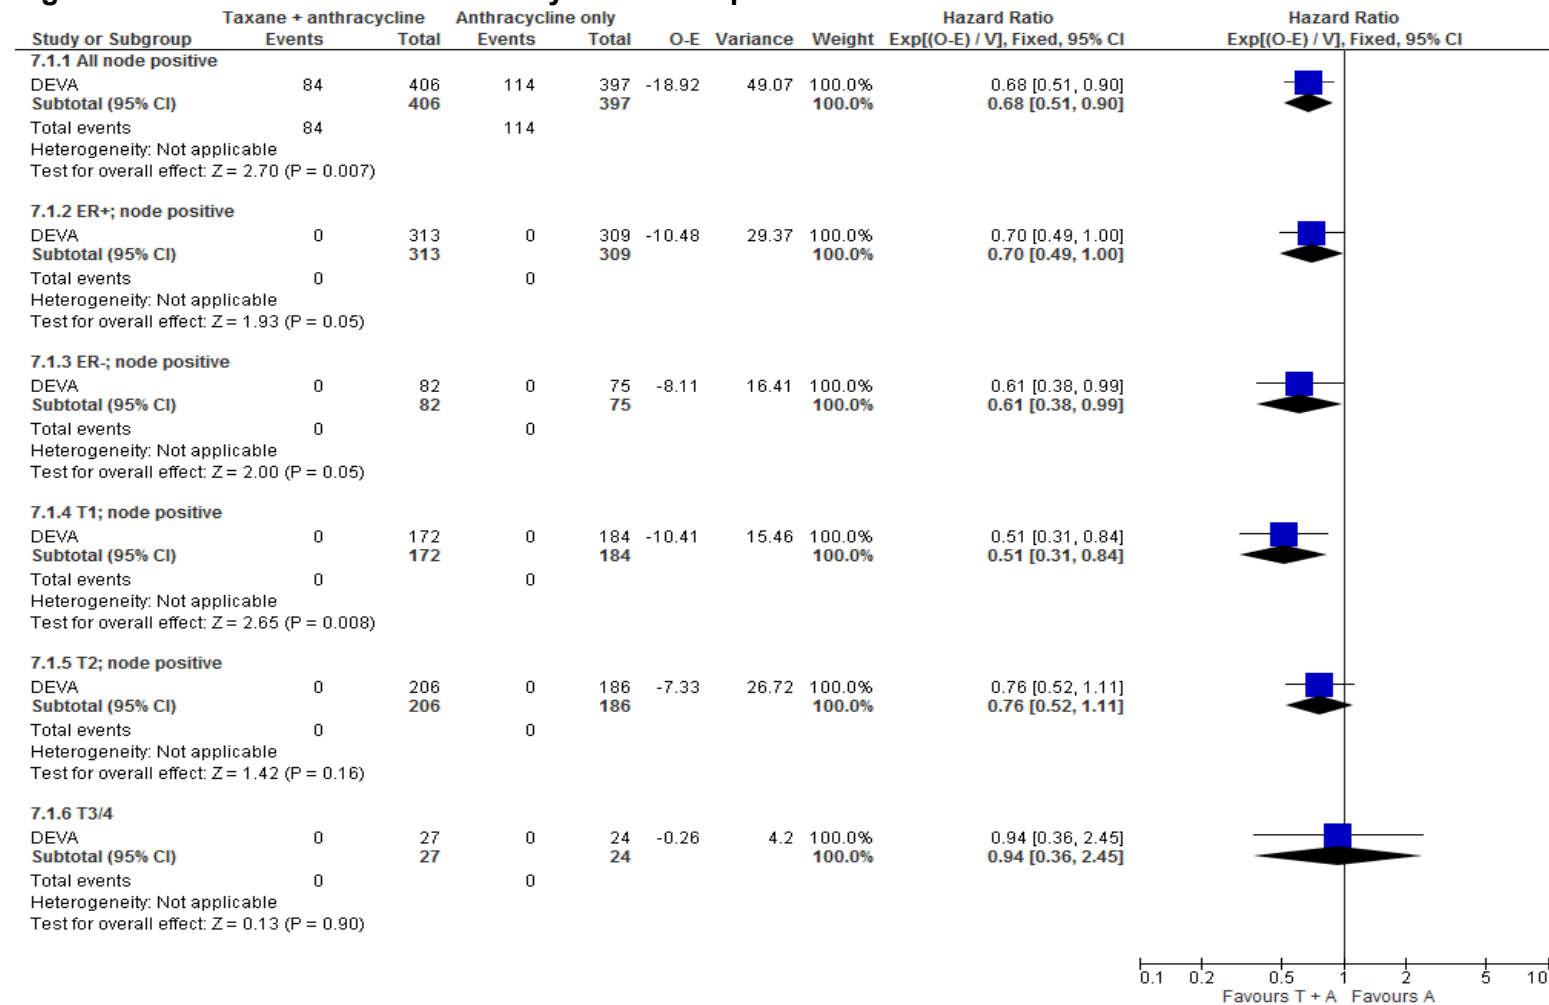 Taxane + anthracycline Anthracycline only Hazard Ratio Hazard Ratio
Study or Subgroup Events Total Events Total O-E Variance Weight Exp[(O-E) / V], Fixed, 95% CI Exp[(O-E) / V], Fixed, 95% CI
7.1.1 All node positive
DEVA 84 406 114 397 -18.92 49.07 100.0% 0.68 [0.51, 0.90]
Subtotal (95% CI) 406 397 100.0% 0.68 [0.51, 0.90]
Total events 84 114
Heterogeneity: Not applicable
Test for overall effect: Z = 2.70 (P = 0.007)
7.1.2 ER+; node positive
DEVA 0 313 0 309 -10.48 29.37 100.0% 0.70 [0.49, 1.00]
Subtotal (95% CI) 313 309 100.0% 0.70 [0.49, 1.00]
Total events 0 0
Heterogeneity: Not applicable
Test for overall effect: Z = 1.93 (P = 0.05)
7.1.3 ER-; node positive
DEVA 0 82 0 75 -8.11 16.41 100.0% 0.61 [0.38, 0.99]
Subtotal (95% CI) 82 75 100.0% 0.61 [0.38, 0.99]
Total events 0 0
Heterogeneity: Not applicable
Test for overall effect: Z = 2.00 (P = 0.05)
7.1.4 T1; node positive
DEVA 0 172 0 184 -10.41 15.46 100.0% 0.51 [0.31, 0.84]
Subtotal (95% CI) 172 184 100.0% 0.51 [0.31, 0.84]
Total events 0 0
Heterogeneity: Not applicable
Test for overall effect: Z = 2.65 (P = 0.008)
7.1.5 T2; node positive
DEVA 0 206 0 186 -7.33 26.72 100.0% 0.76 [0.52, 1.11]
Subtotal (95% CI) 206 186 100.0% 0.76 [0.52, 1.11]
Total events 0 0
Heterogeneity: Not applicable
Test for overall effect: Z = 1.42 (P = 0.16)
7.1.6 T3/4
DEVA 0 27 0 24 -0.26 4.2 100.0% 0.94 [0.36, 2.45]
Subtotal (95% CI) 27 24 100.0% 0.94 [0.36, 2.45]
Total events 0 0
Heterogeneity: Not applicable
Test for overall effect: Z = 0.13 (P = 0.90)
0.1 0.2 0.5 1 2 5 10
Favours T + A Favours A